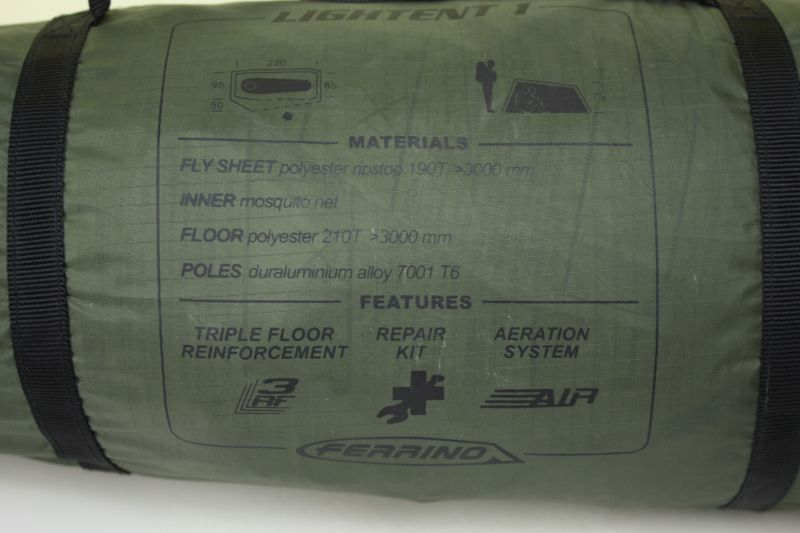 LIGHTENT 1
220
95
85
50
75
MATERIALS
FLY SHEET polyester ripstop 190T >3000 mm
INNER mosquito net
FLOOR polyester 210T >3000 mm
POLES duraluminium alloy 7001 T6
FEATURES
TRIPLE FLOOR REPAIR AERATION
REINFORCEMENT KIT SYSTEM
3
RF
AIR
FERRINO